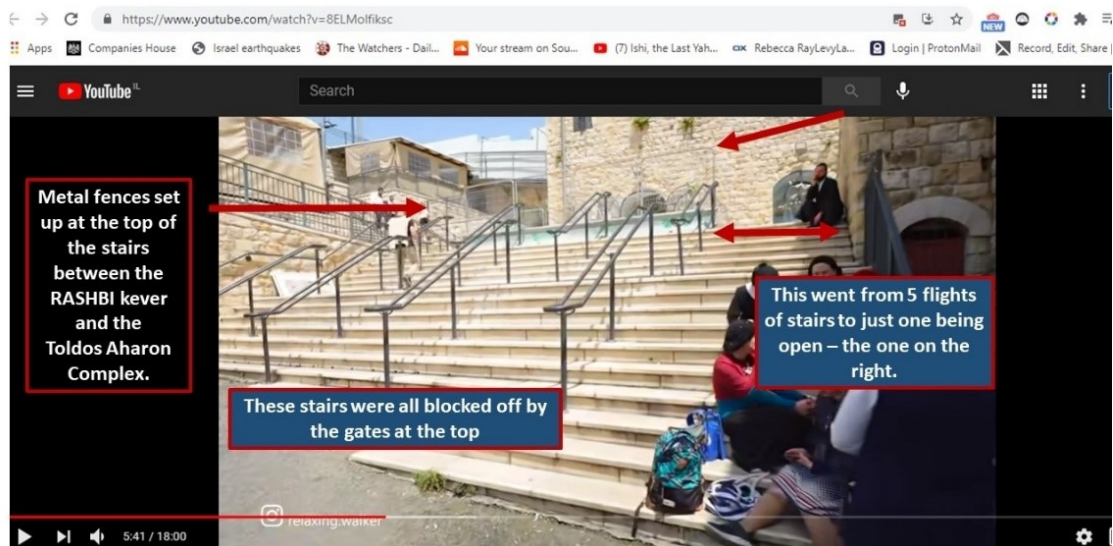 https://www.youtube.com/watch?v=8ELMolfiksc
Apps Companies House Israel earthquakes The Watchers - Dail... Your stream on Sou... (7) Ishi, the Last Yah... Rebecca RayLevyLa... Login | ProtonMail Record, Edit, Share
NEW
YouTube IL
Search
Metal fences set
up at the top of
the stairs
between the
RASHBI kever
and the
Toldos Aharon
Complex.
This went from 5 flights
of stairs to just one being
open – the one on the
right.
These stairs were all blocked off by
the gates at the top
relaxing.walker
5:41 / 18:00